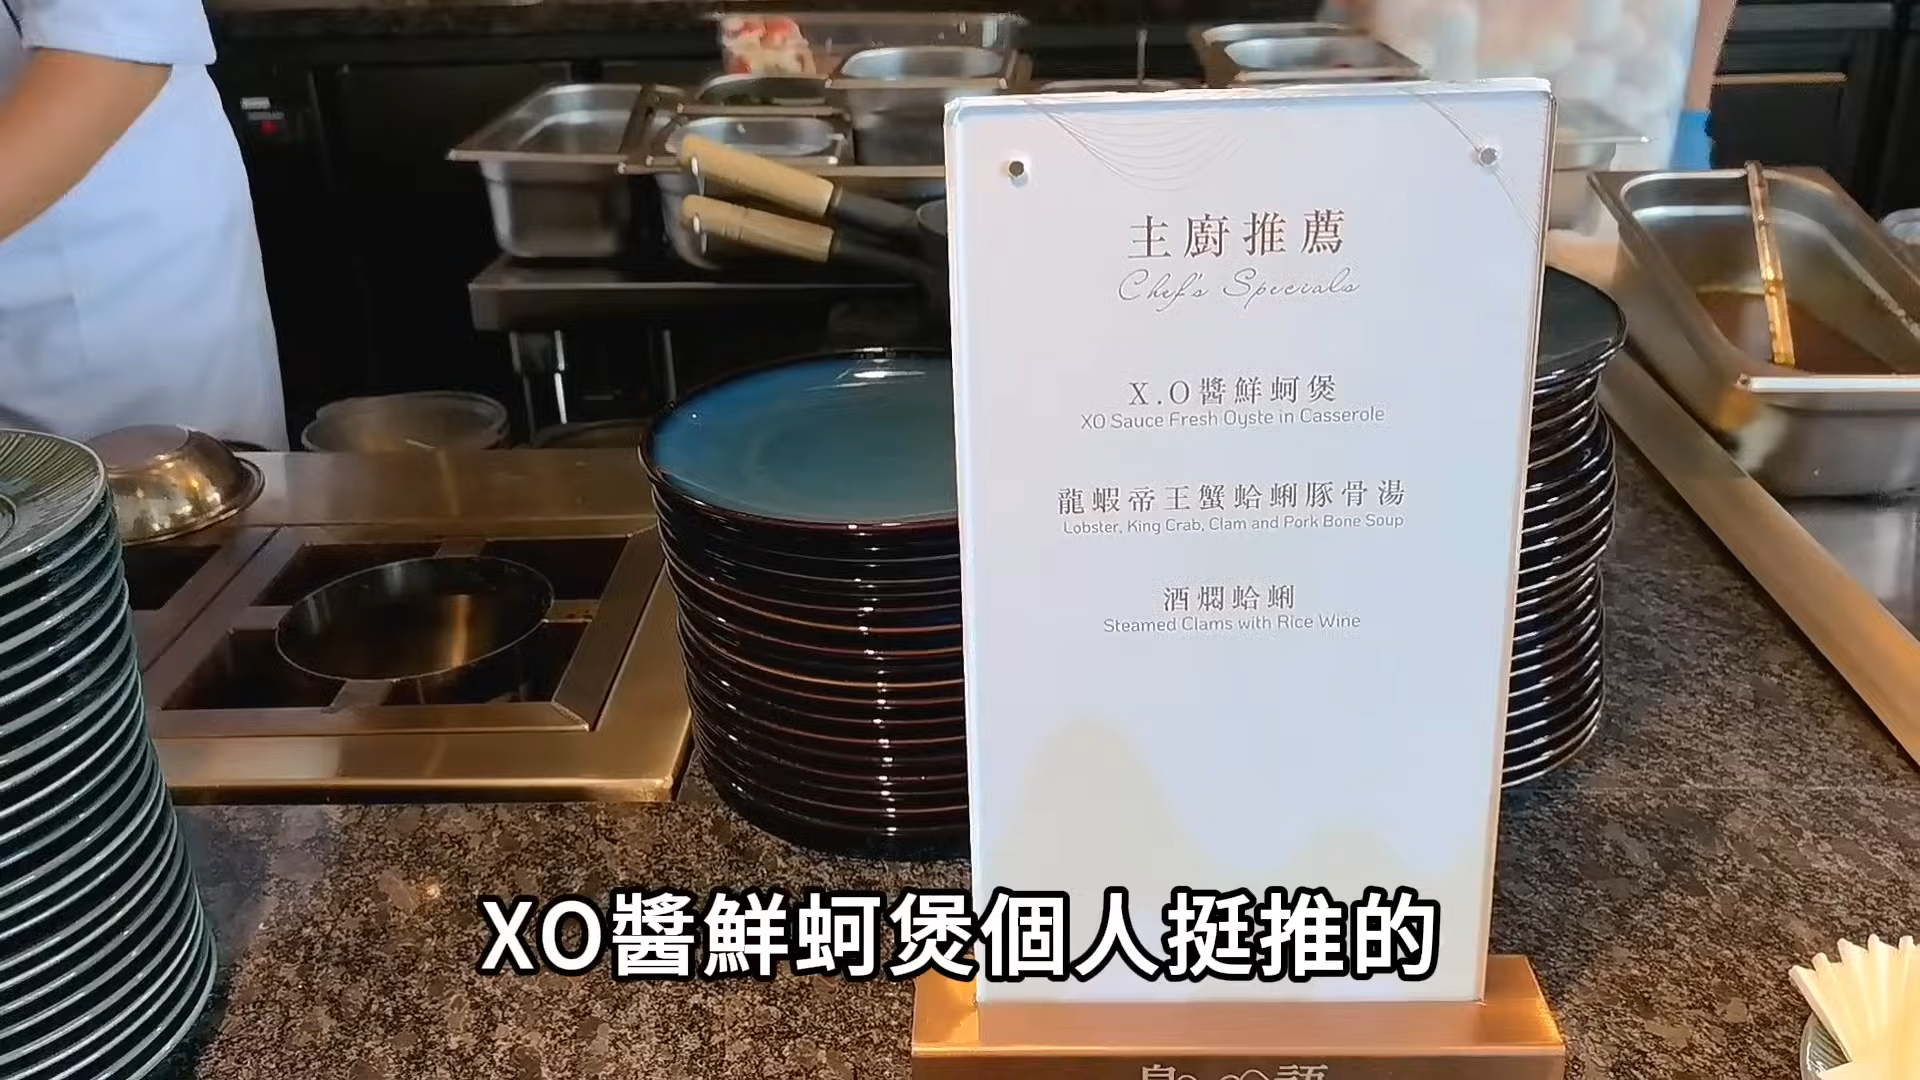 主廚推薦
Chef's Specials
X.O醬鮮蚵煲
XO Sauce Fresh Oyste in Casserole
龍蝦帝王蟹蛤蜊豚骨湯
Lobster, King Crab, Clam and Pork Bone Soup
酒燜蛤蜊
Steamed Clams with Rice Wine
XO醬鮮蚵煲個人挺推的